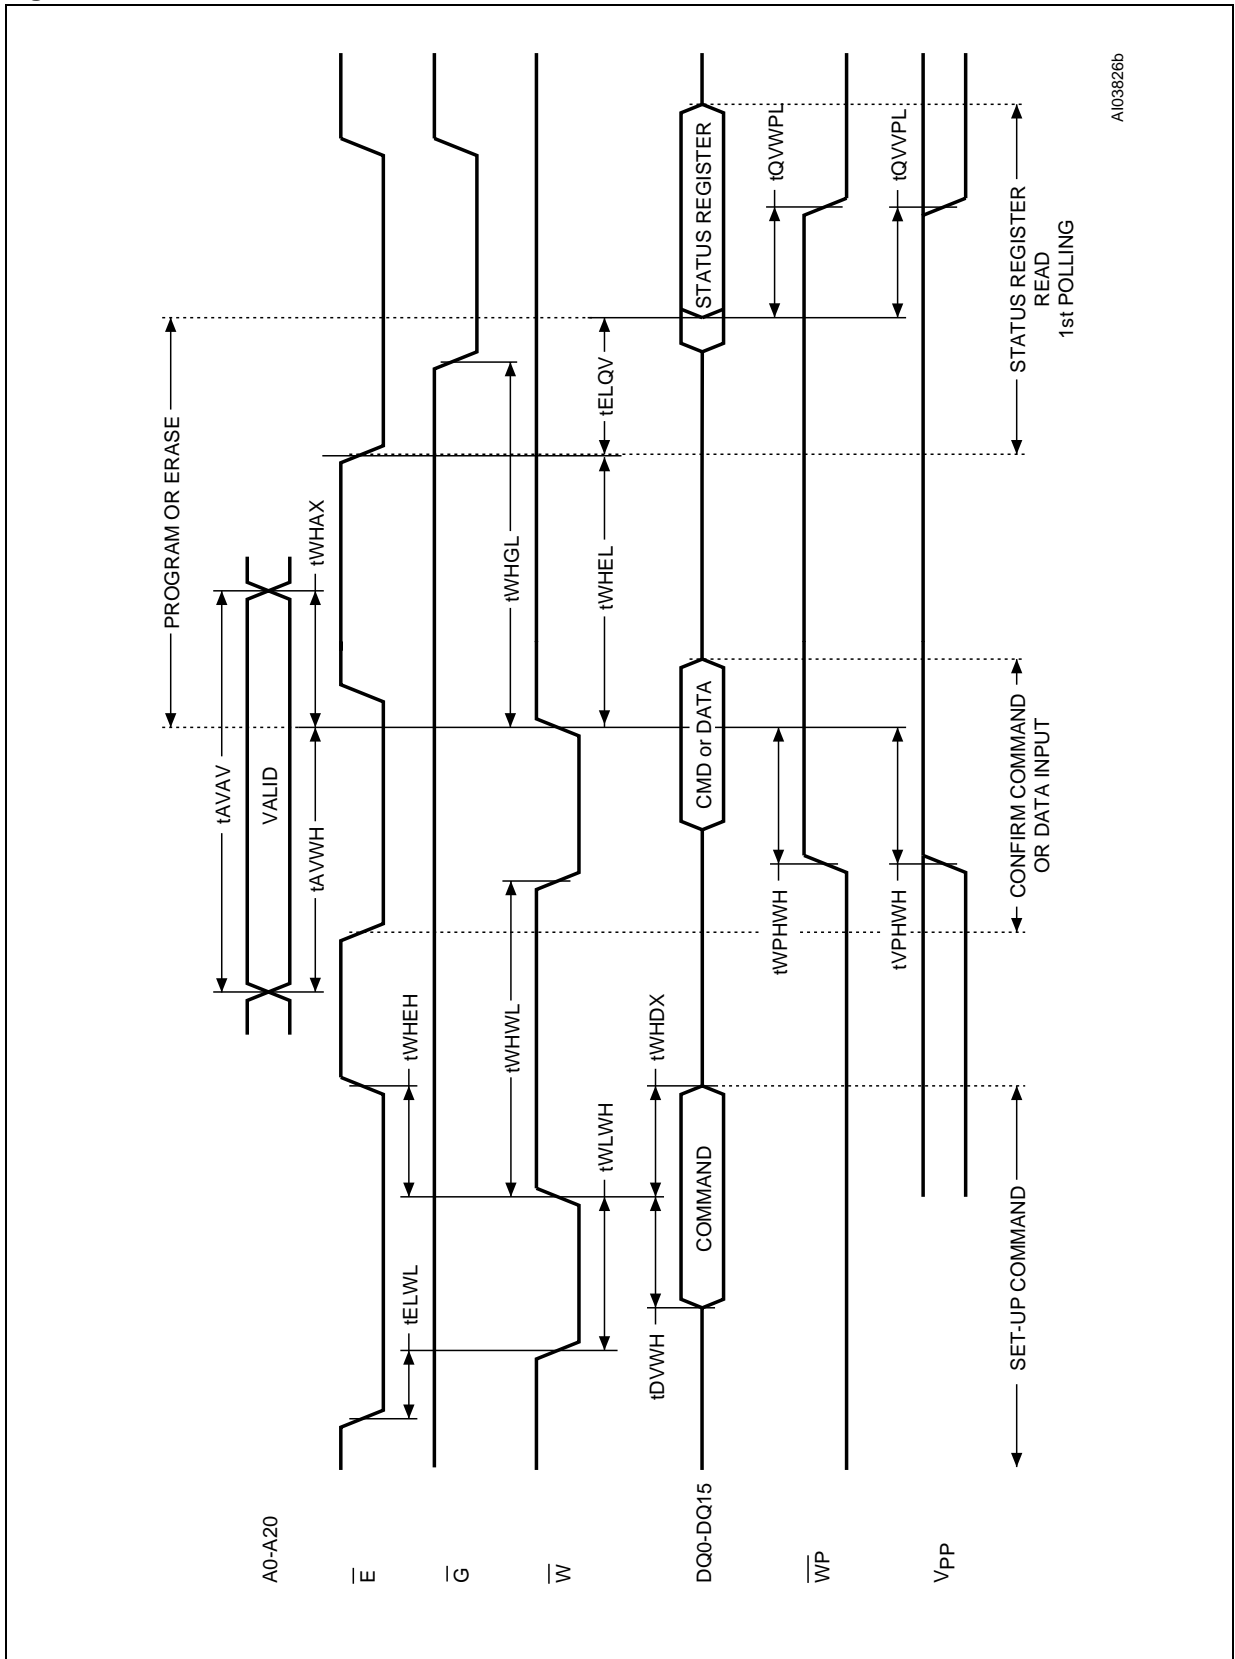 PROGRAM OR ERASE
tAVAV
A0-A20
VALID
tAVWH
tWHAX
E
tELWL
tWHEH
G
tWHWL
tWHGL
W
tWLWH
tWHEL
tELQV
tDVWH
tWHDX
DQ0-DQ15
COMMAND
CMD or DATA
STATUS REGISTER
tWPHWH
tQVWPL
WP
tVPHWH
tQVVPL
VPP
SET-UP COMMAND
CONFIRM COMMAND
OR DATA INPUT
STATUS REGISTER
READ
1st POLLING
AI03826b